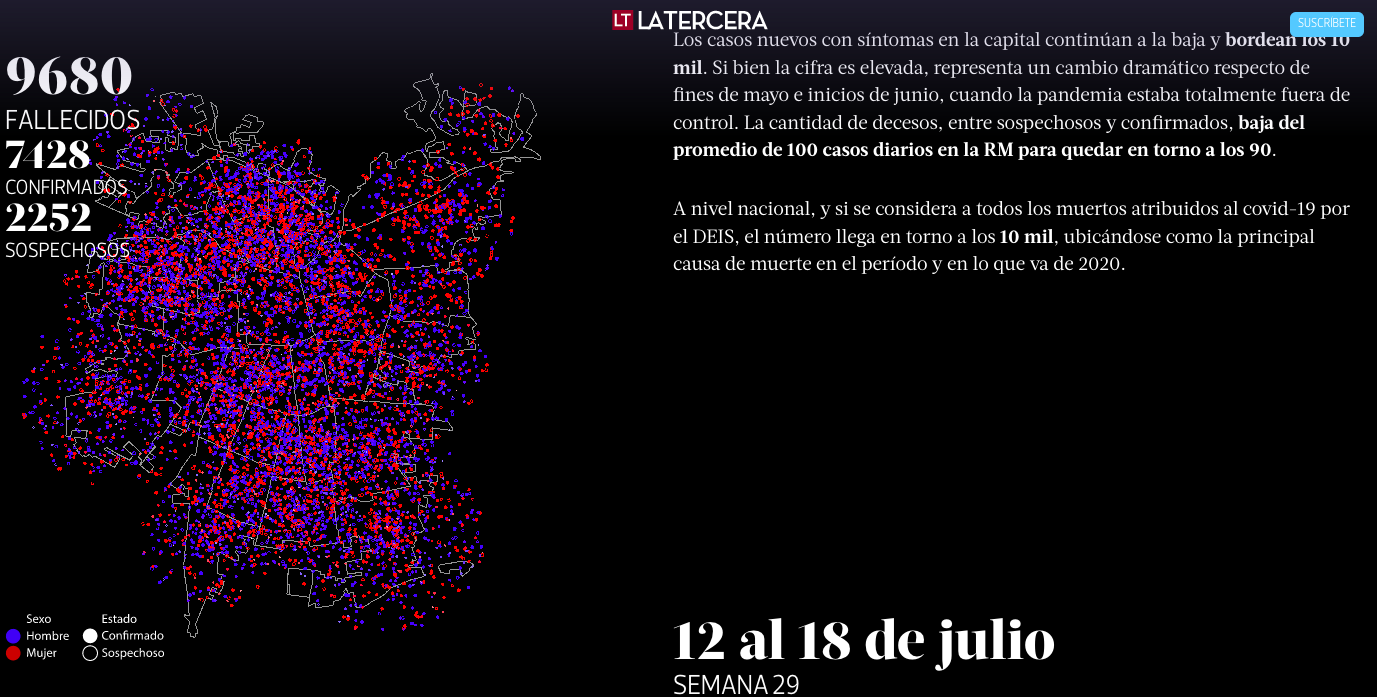 LT LATERCERA
SUSCRÍBETE
9680
FALLECIDOS
7428
CONFIRMADOS
2252
SOSPECHOSOS
Los casos nuevos con síntomas en la capital continúan a la baja y bordean los 10
mil. Si bien la cifra es elevada, representa un cambio dramático respecto de
fines de mayo e inicios de junio, cuando la pandemia estaba totalmente fuera de
control. La cantidad de decesos, entre sospechosos y confirmados, baja del
promedio de 100 casos diarios en la RM para quedar en torno a los 90.
A nivel nacional, y si se considera a todos los muertos atribuidos al covid-19 por
el DEIS, el número llega en torno a los 10 mil, ubicándose como la principal
causa de muerte en el período y en lo que va de 2020.
Sexo Estado
Hombre Confirmado
Mujer Sospechoso
12 al 18 de julio
SEMANA 29